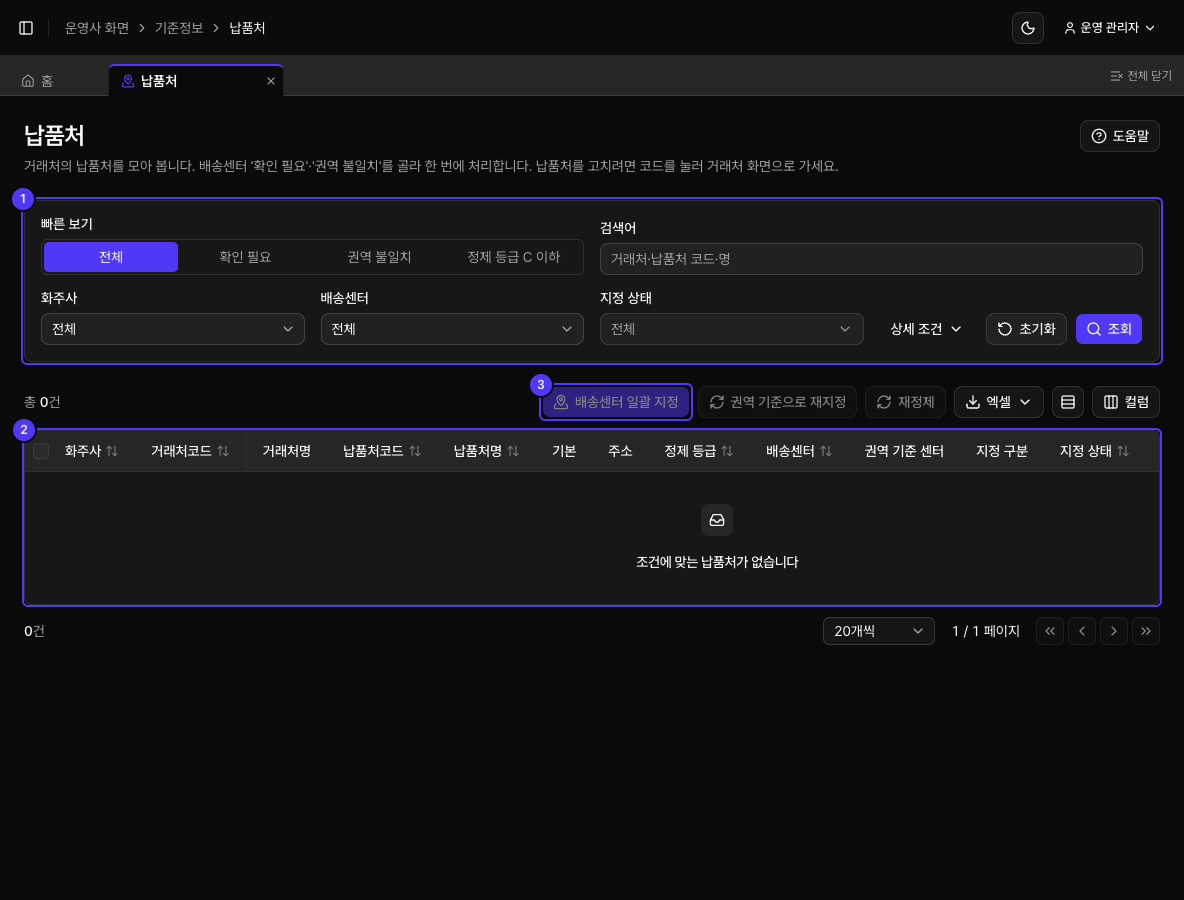 운영사 화면 > 기준정보 > 납품처
운영 관리자
홈
납품처 ×
전체 닫기
납품처
도움말
거래처의 납품처를 모아 봅니다. 배송센터 '확인 필요'·'권역 불일치'를 골라 한 번에 처리합니다. 납품처를 고치려면 코드를 눌러 거래처 화면으로 가세요.
1
빠른 보기
전체 확인 필요 권역 불일치 정제 등급 C 이하
검색어
거래처·납품처 코드·명
화주사
전체
배송센터
전체
지정 상태
전체
상세 조건
초기화
조회
총 0건
3
배송센터 일괄 지정
권역 기준으로 재지정
재정제
엑셀
컬럼
2
화주사 거래처코드 거래처명 납품처코드 납품처명 기본 주소 정제 등급 배송센터 권역 기준 센터 지정 구분 지정 상태
조건에 맞는 납품처가 없습니다
0건
20개씩
1 / 1 페이지